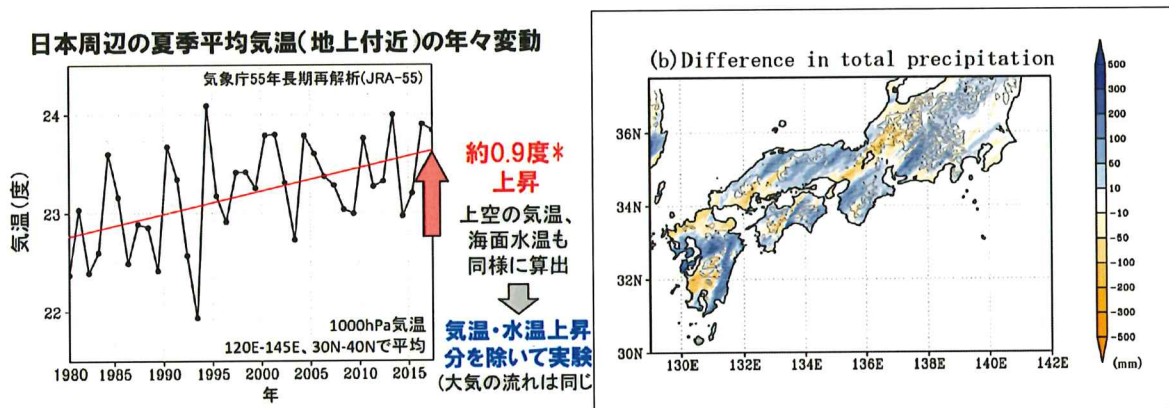 日本周辺の夏季平均気温(地上付近)の年々変動
気象庁55年長期再解析(JRA-55)
24
23
22
気温(度)
1000hPa気温
120E-145E、30N-40Nで平均
1980 1985 1990 1995 2000 2005 2010 2015
年
約0.9度*
上昇
上空の気温、
海面水温も
同様に算出
気温・水温上昇
分を除いて実験
(大気の流れは同じ
(b)Difference in total precipitation
36N
34N
32N
30N
130E 132E 134E 136E 138E 140E 142E
500
300
200
100
50
10
-10
-50
-100
-200
-300
-500
(mm)